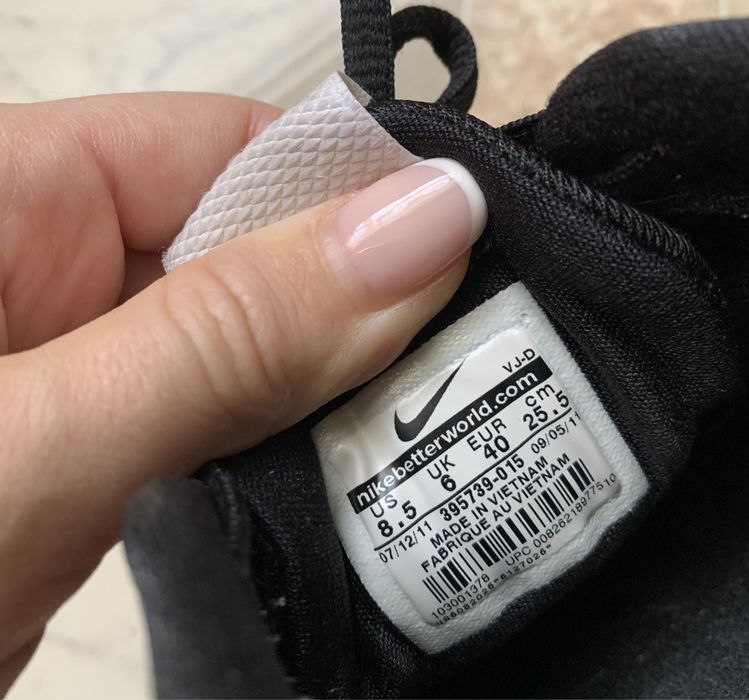 VJ-D
nikebetterworld.com
US UK EUR cm
8.5 6 40 25.5
07/12/11 395739-015 09/05/11
MADE IN VIETNAM
FABRIQUE AU VIETNAM
103001378 UPC 00826218977510